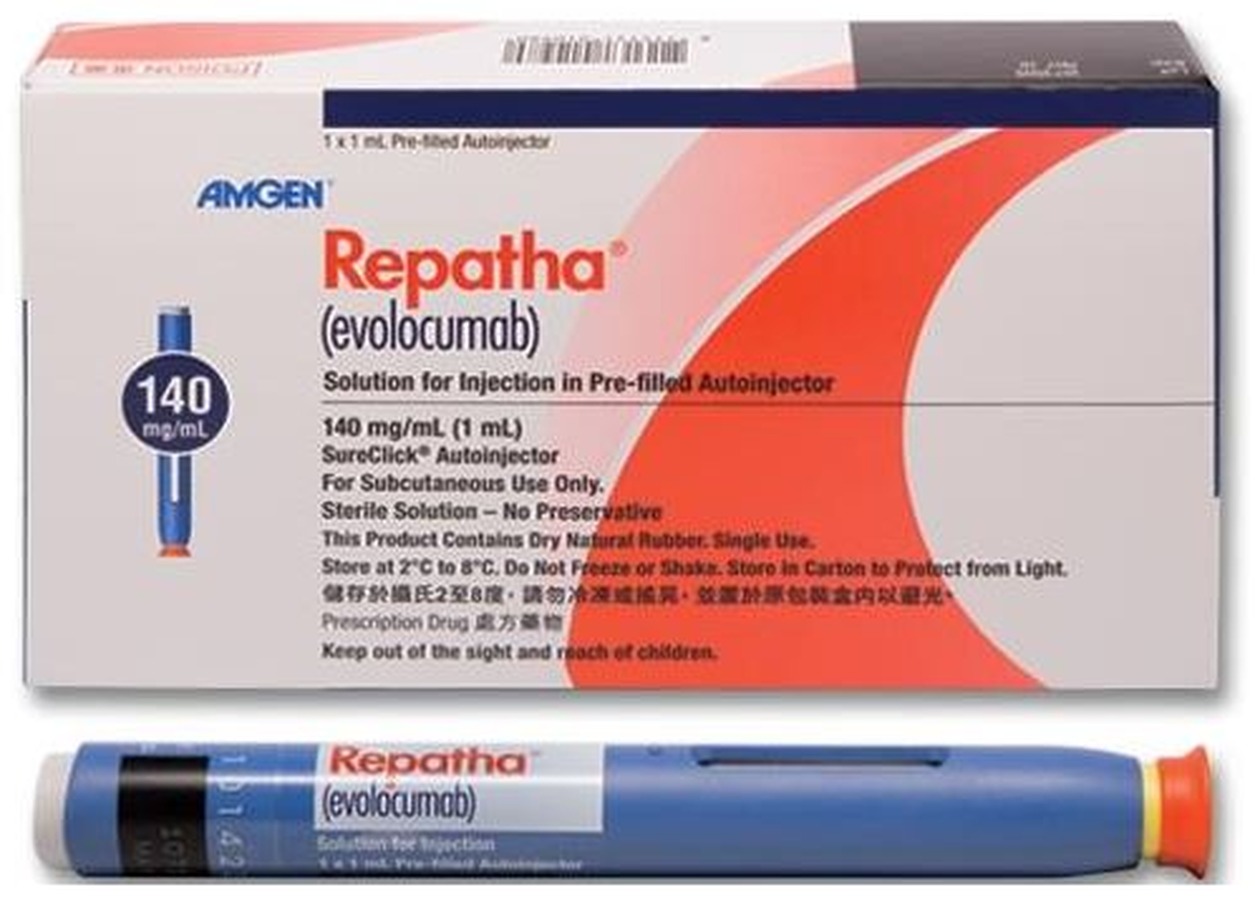 POISON
1 x 1 mL Pre-filled Autoinjector
AMGEN®
Repatha®
(evolocumab)
Solution for Injection in Pre-filled Autoinjector
140
mg/mL
140 mg/mL (1 mL)
SureClick® Autoinjector
For Subcutaneous Use Only.
Sterile Solution – No Preservative
This Product Contains Dry Natural Rubber. Single Use.
Store at 2°C to 8°C. Do Not Freeze or Shake. Store in Carton to Protect from Light.
儲存於攝氏2至8度。請勿冷凍或搖晃。並置於原包裝盒內以避光。
Prescription Drug 處方藥物
Keep out of the sight and reach of children.
Repatha
(evolocumab)
Solution for Injection
1 x 1 mL Pre-filled Autoinjector